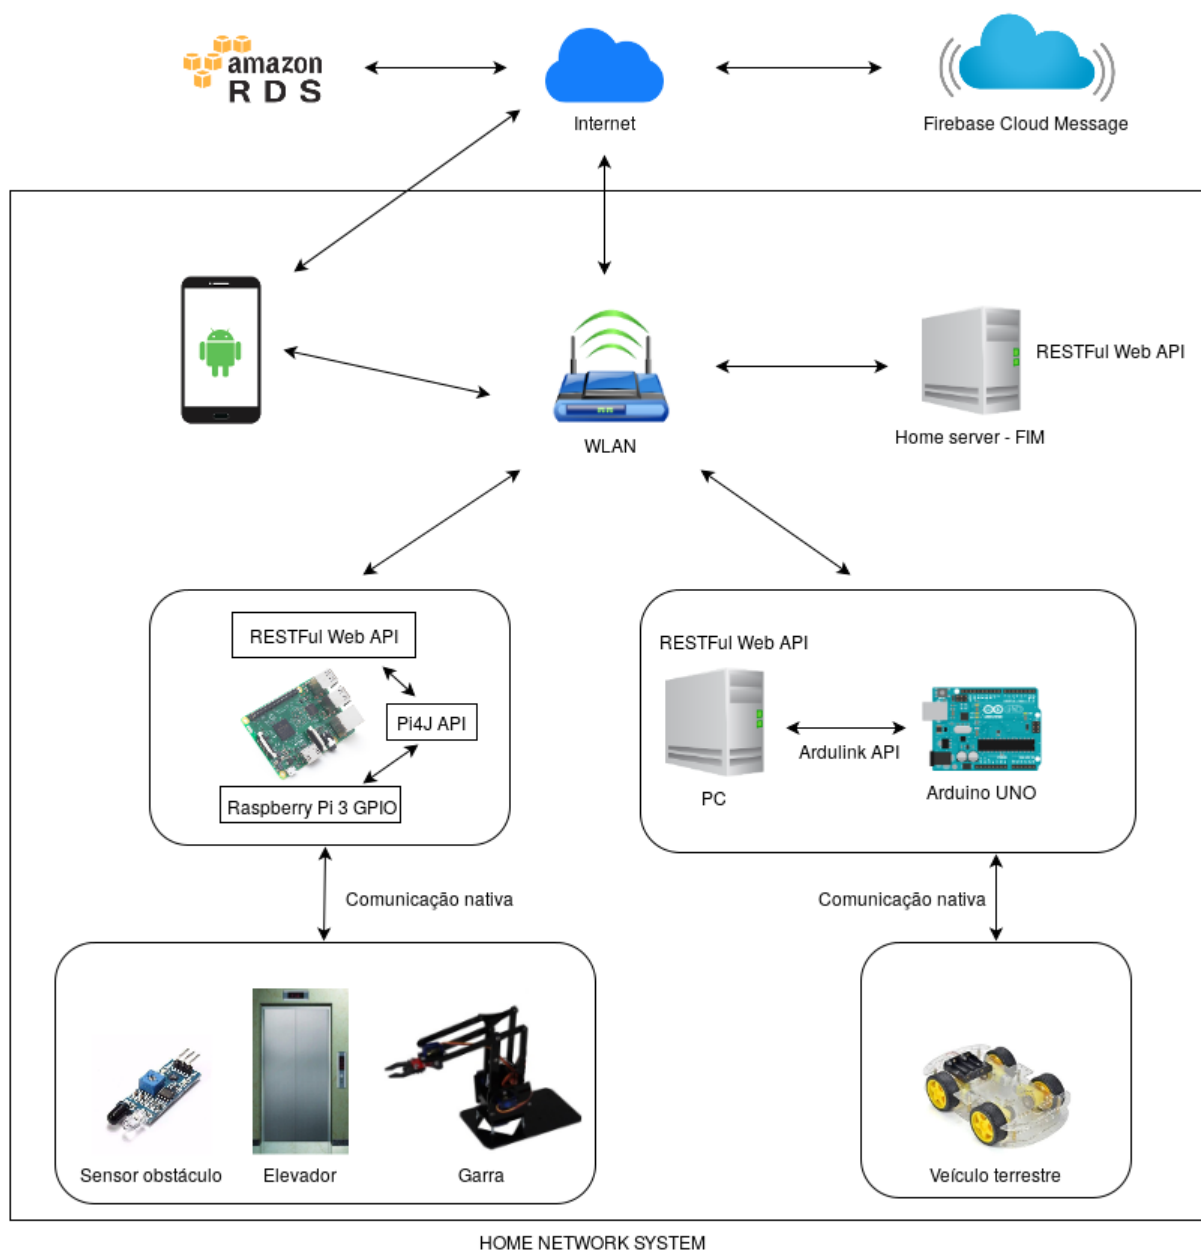 amazon
RDS
Internet
Firebase Cloud Message
RESTFul Web API
WLAN
Home server - FIM
RESTFul Web API
Pi4J API
Raspberry Pi 3 GPIO
RESTFul Web API
Ardulink API
PC
Arduino UNO
Comunicação nativa
Comunicação nativa
Sensor obstáculo
Elevador
Garra
Veículo terrestre
HOME NETWORK SYSTEM